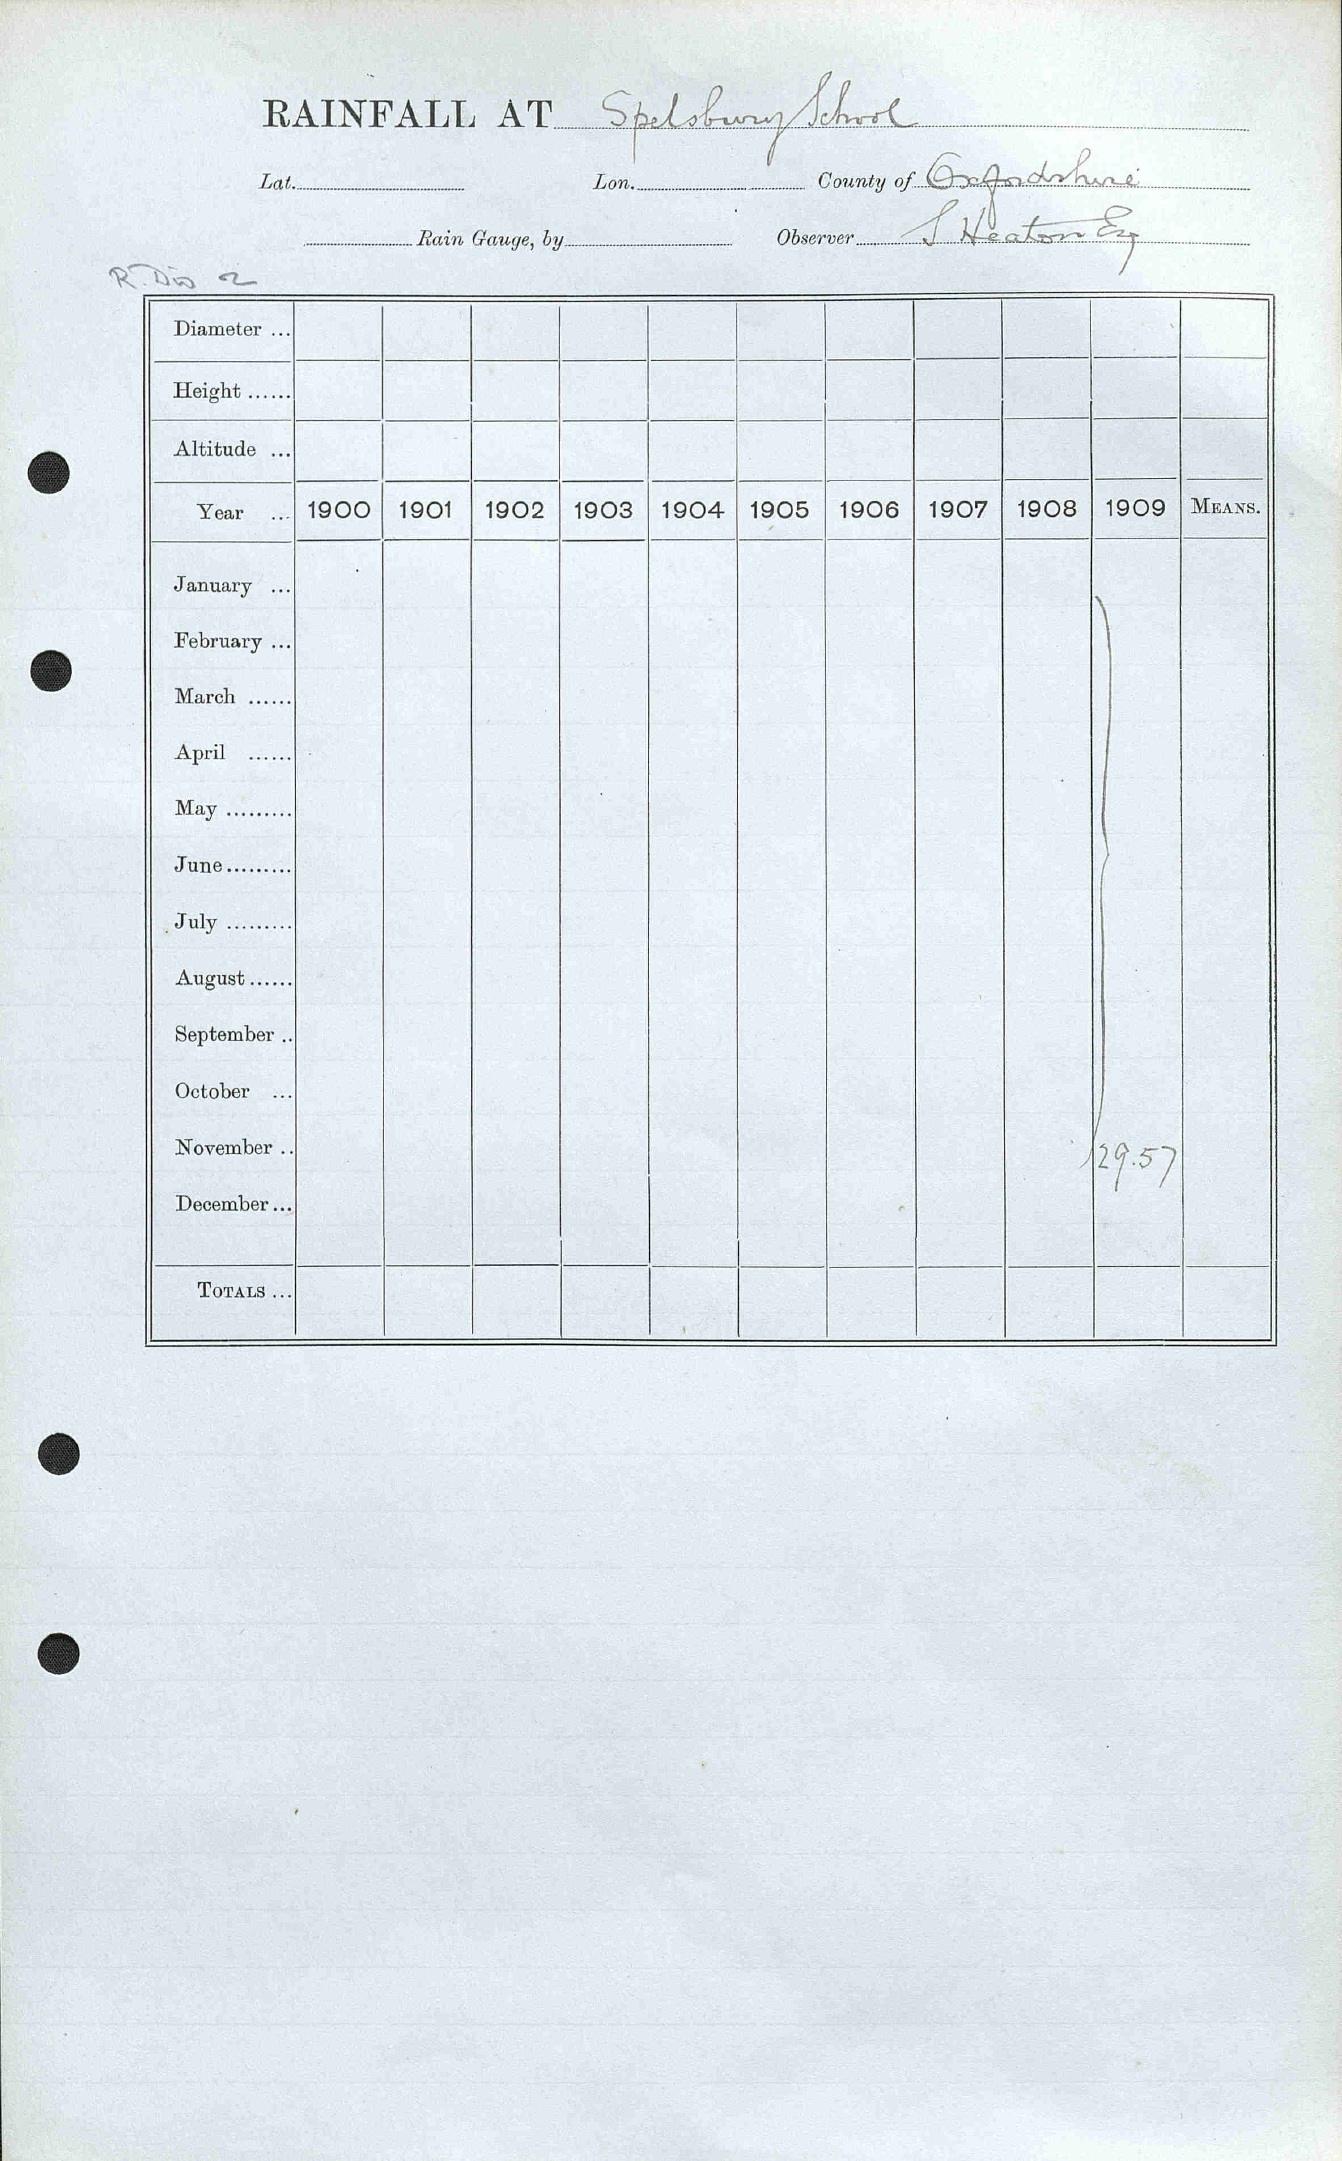 RAINFALL AT Spelsbury School
Lat. Lon. County of Oxfordshire
Rain Gauge, by Observer S Heaton Esq
R. Div 2
Diameter ...
Height ......
Altitude ...
Year ... 1900 1901 1902 1903 1904 1905 1906 1907 1908 1909 MEANS.
January ...
February ...
March ......
April ......
May .........
June.........
July .........
August......
September ..
October ...
November .. 29.57
December...
TOTALS ...